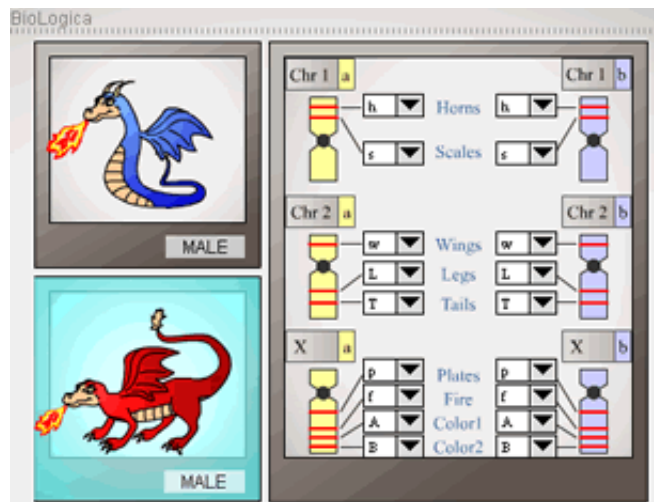 BioLogica
MALE
MALE
Chr 1 a
Chr 1 b
h Horns h
s Scales s
Chr 2 a
Chr 2 b
w Wings w
L Legs L
T Tails T
X a
X b
p Plates p
f Fire f
A Color1 A
B Color2 B